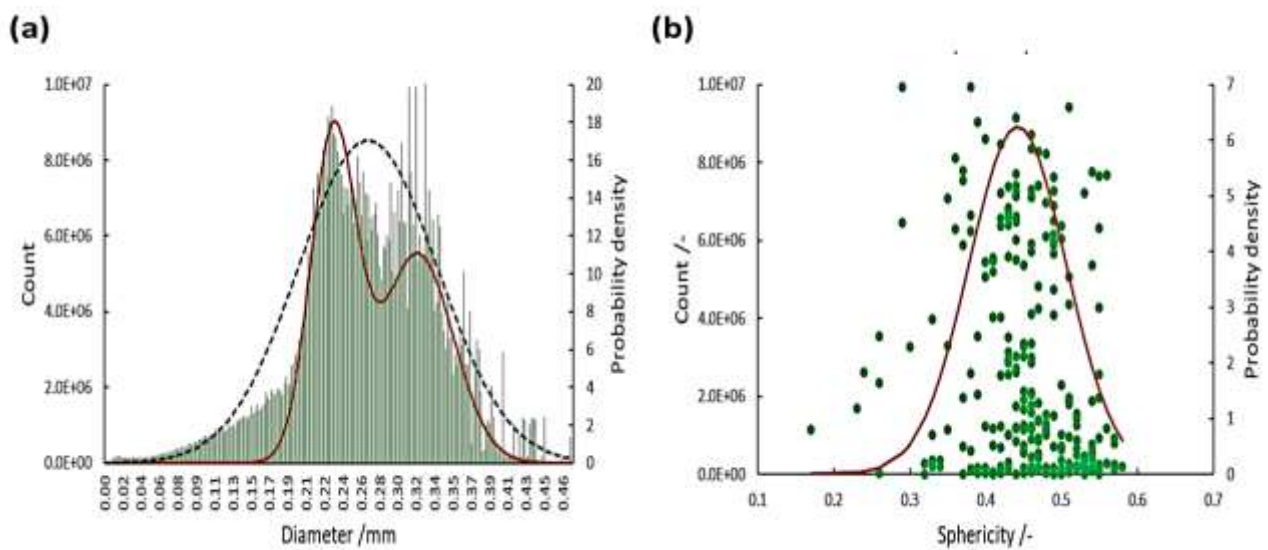 (a)
(b)
Count
1.0E+07
8.0E+06
6.0E+06
4.0E+06
2.0E+06
0.0E+00
20
18
16
14
12
10
8
6
4
2
0
Probability density
0.00
0.02
0.04
0.06
0.08
0.09
0.11
0.13
0.15
0.17
0.19
0.21
0.22
0.24
0.26
0.28
0.30
0.32
0.34
0.35
0.37
0.39
0.41
0.43
0.45
0.46
Diameter /mm
Count /-
1.0E+07
8.0E+06
6.0E+06
4.0E+06
2.0E+06
0.0E+00
7
6
5
4
3
2
1
0
Probability density
0.1 0.2 0.3 0.4 0.5 0.6 0.7
Sphericity /-